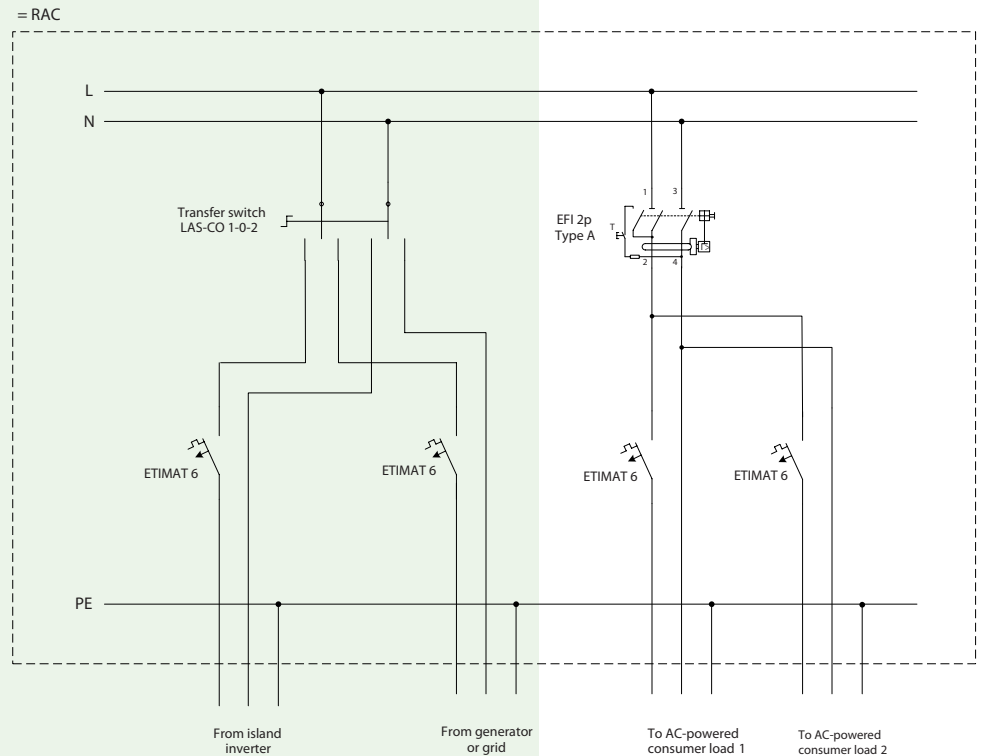 = RAC
L
N
1
3
Transfer switch
LAS-CO 1-0-2
EFI 2p
Type A
T
2
4
ETIMAT 6
ETIMAT 6
ETIMAT 6
ETIMAT 6
PE
From island
inverter
From generator
or grid
To AC-powered
consumer load 1
To AC-powered
consumer load 2